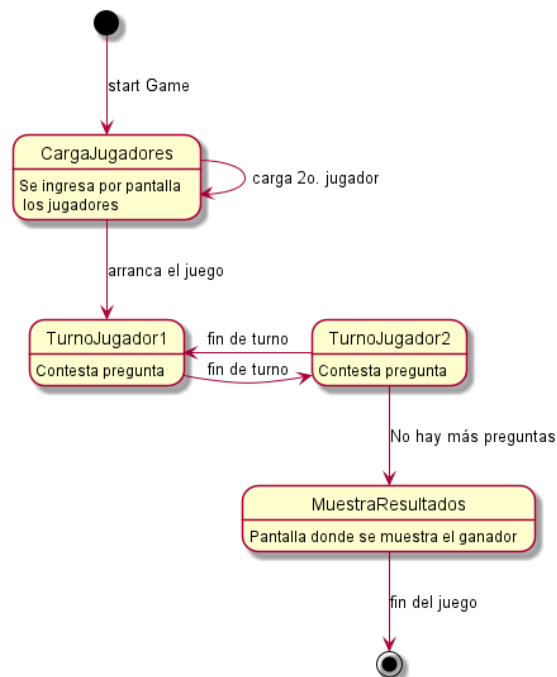 start Game
CargaJugadores
Se ingresa por pantalla
los jugadores
carga 2o. jugador
arranca el juego
TurnoJugador1
Contesta pregunta
fin de turno
fin de turno
TurnoJugador2
Contesta pregunta
No hay más preguntas
MuestraResultados
Pantalla donde se muestra el ganador
fin del juego